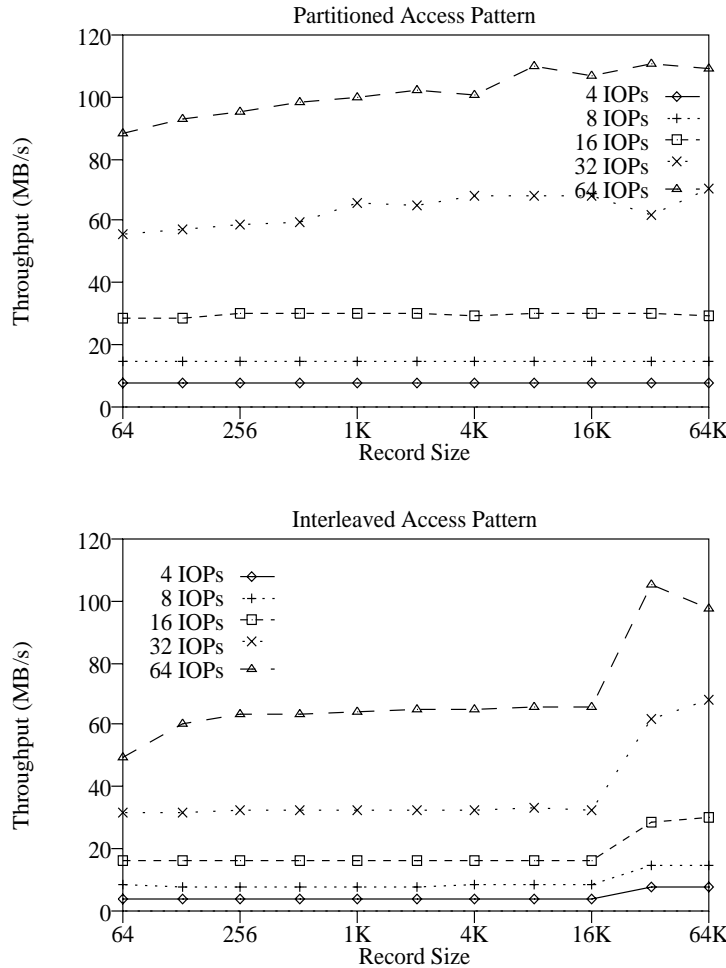 Partitioned Access Pattern
120
100
80
60
40
20
0
Throughput (MB/s)
4 IOPs
8 IOPs
16 IOPs
32 IOPs
64 IOPs
64 256 1K 4K 16K 64K
Record Size
Interleaved Access Pattern
120
100
80
60
40
20
0
Throughput (MB/s)
4 IOPs
8 IOPs
16 IOPs
32 IOPs
64 IOPs
64 256 1K 4K 16K 64K
Record Size